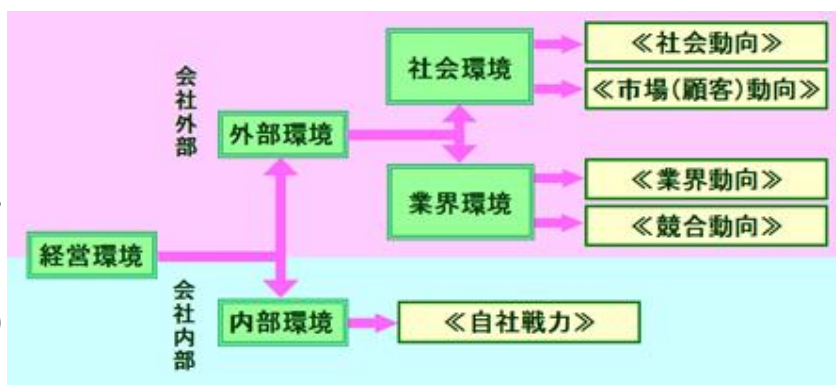 社会環境
≪社会動向≫
≪市場(顧客)動向≫
会社外部
外部環境
業界環境
≪業界動向≫
≪競合動向≫
経営環境
会社内部
内部環境
≪自社戦力≫